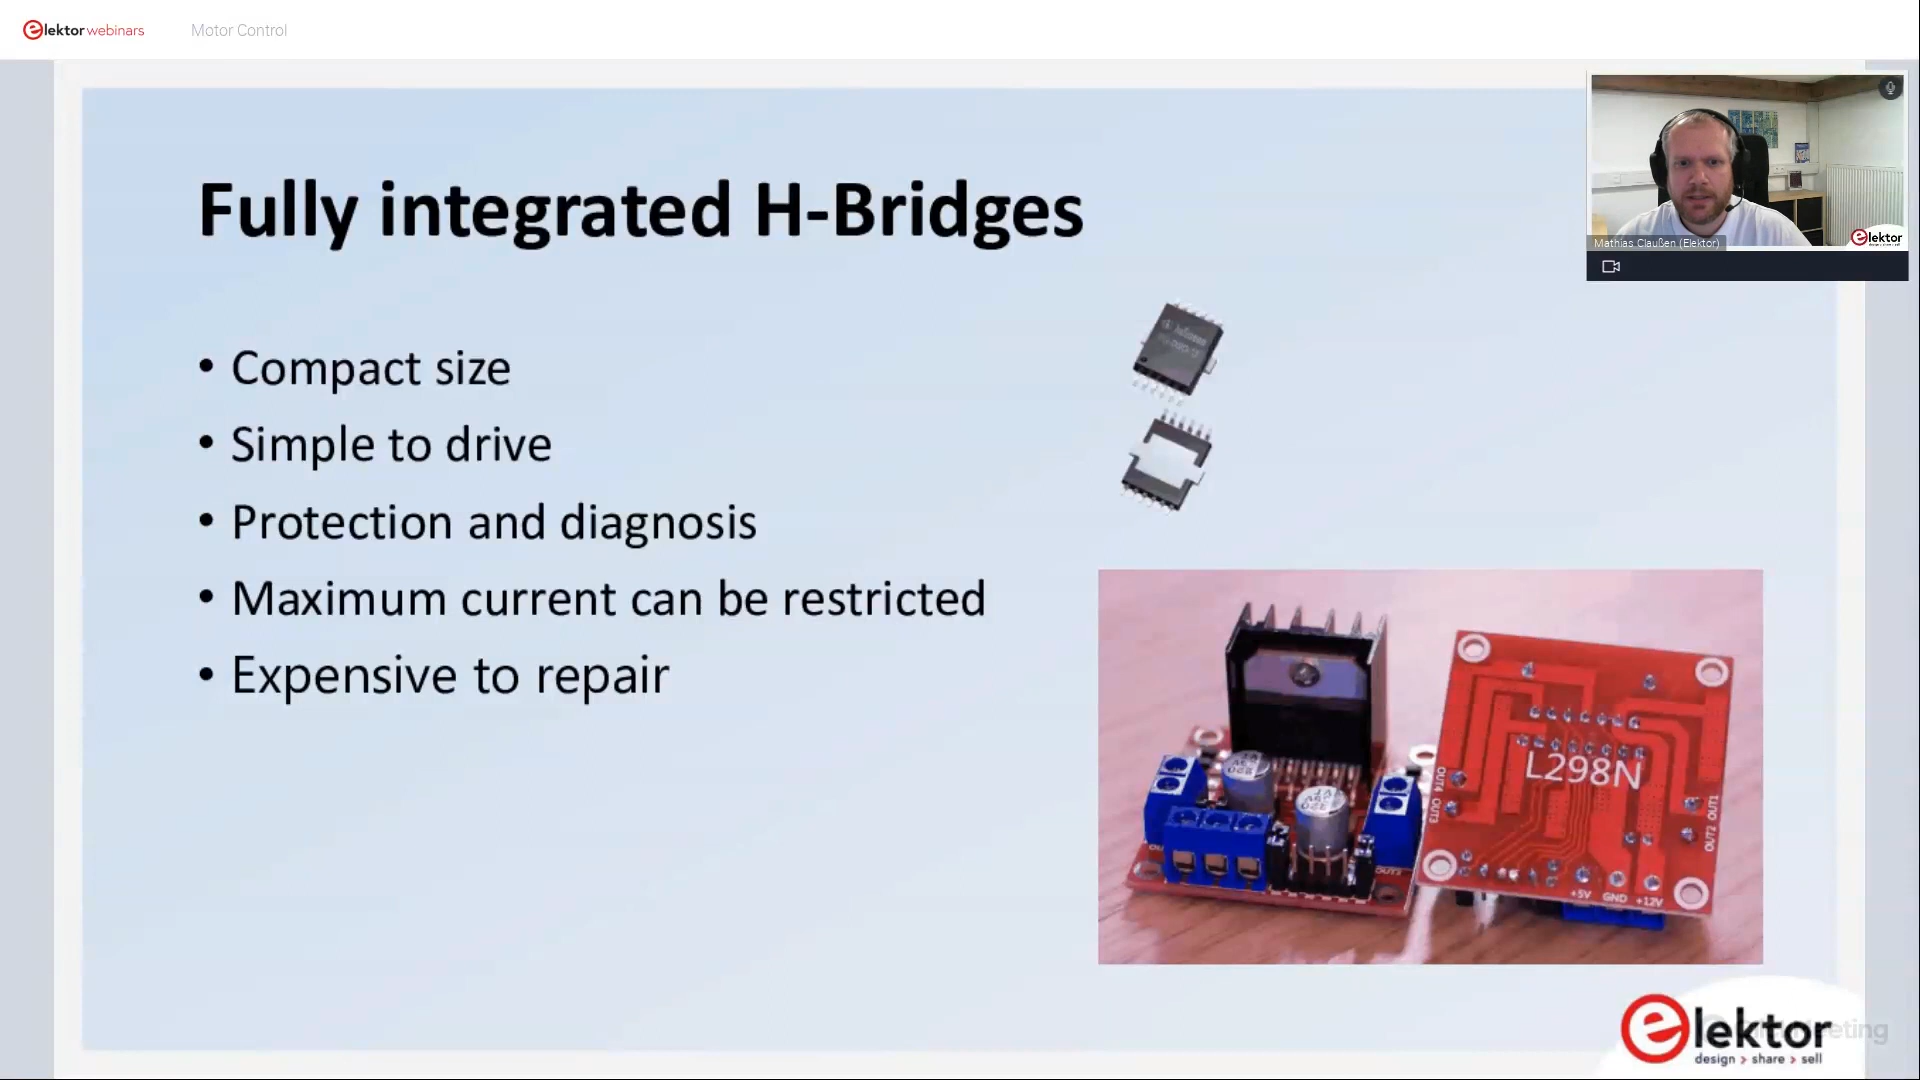 elektor webinars
Motor Control
Fully integrated H-Bridges
• Compact size
• Simple to drive
• Protection and diagnosis
• Maximum current can be restricted
• Expensive to repair
Mathias Claußen (Elektor)
elektor
Infineon
L298N
OUT4 OUT3
OUT1
OUT2
+5V GND +12V
elektor
design > share > sell